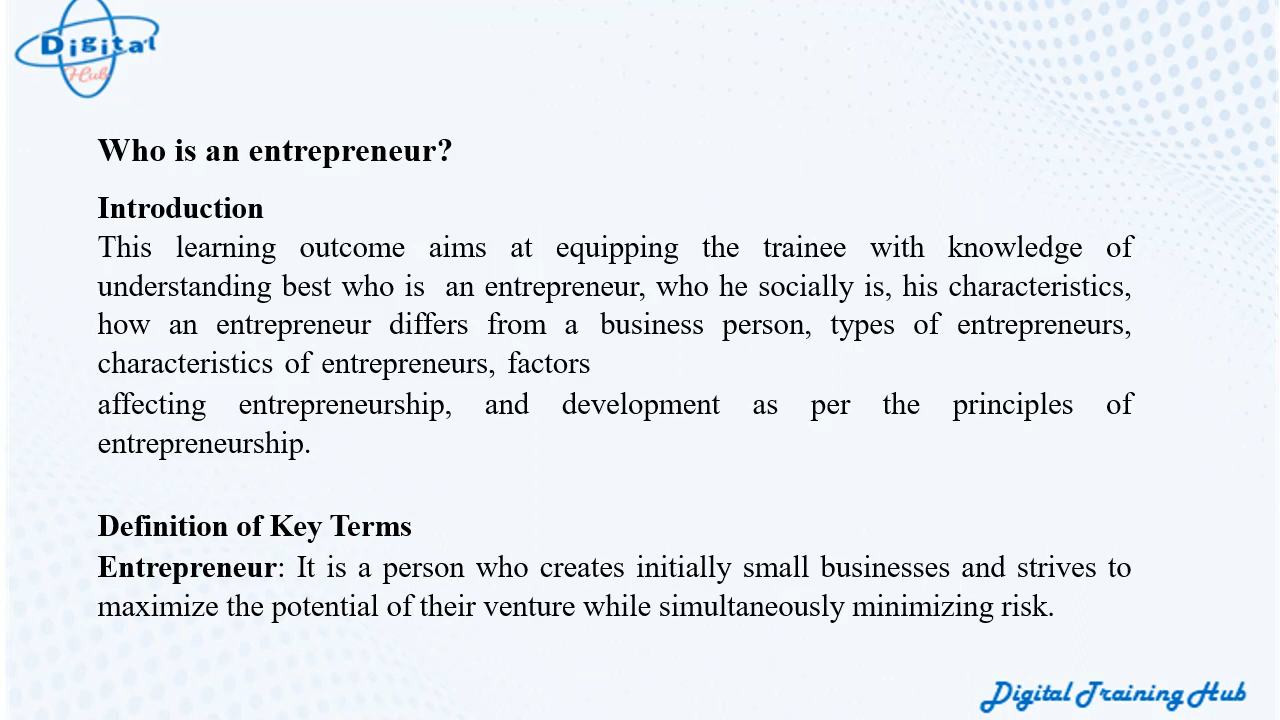 Digital
Hub
Who is an entrepreneur?
Introduction
This learning outcome aims at equipping the trainee with knowledge of
understanding best who is an entrepreneur, who he socially is, his characteristics,
how an entrepreneur differs from a business person, types of entrepreneurs,
characteristics of entrepreneurs, factors
affecting entrepreneurship, and development as per the principles of
entrepreneurship.
Definition of Key Terms
Entrepreneur: It is a person who creates initially small businesses and strives to
maximize the potential of their venture while simultaneously minimizing risk.
Digital Training Hub